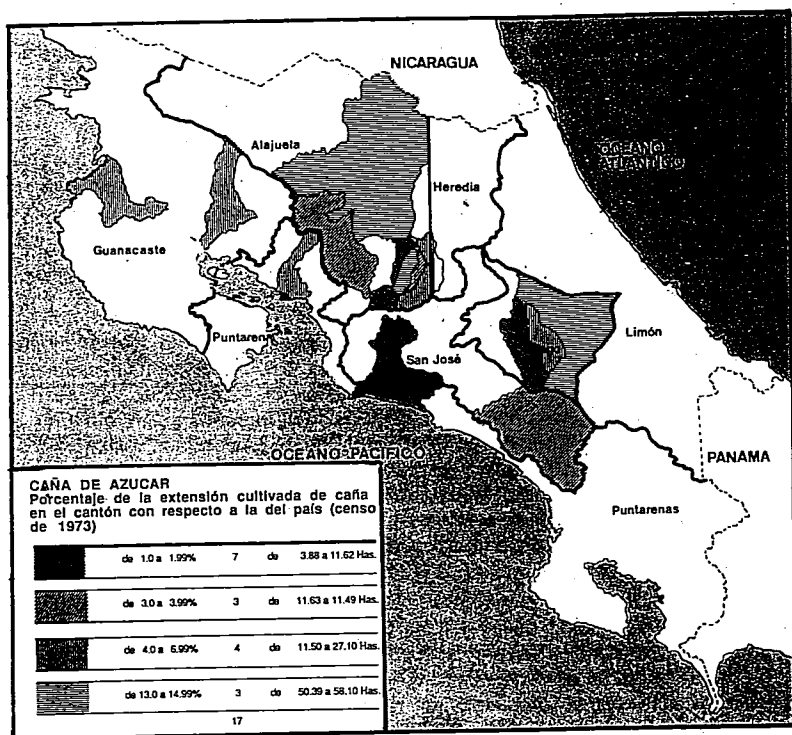 NICARAGUA
OCEANO
ATLANTICO
Alajuela
Heredia
Guanacaste
Puntaren
Limón
San José
OCEANO PACIFICO
PANAMA
Puntarenas
CAÑA DE AZUCAR
Porcentaje de la extensión cultivada de caña
en el cantón con respecto a la del país (censo
de 1973)
de 1.0 a 1.99% 7 de 3.88 a 11.62 Has.
de 3.0 a 3.99% 3 de 11.63 a 11.49 Has.
de 4.0 a 6.99% 4 de 11.50 a 27.10 Has.
de 13.0 a 14.99% 3 de 50.39 a 58.10 Has.
17